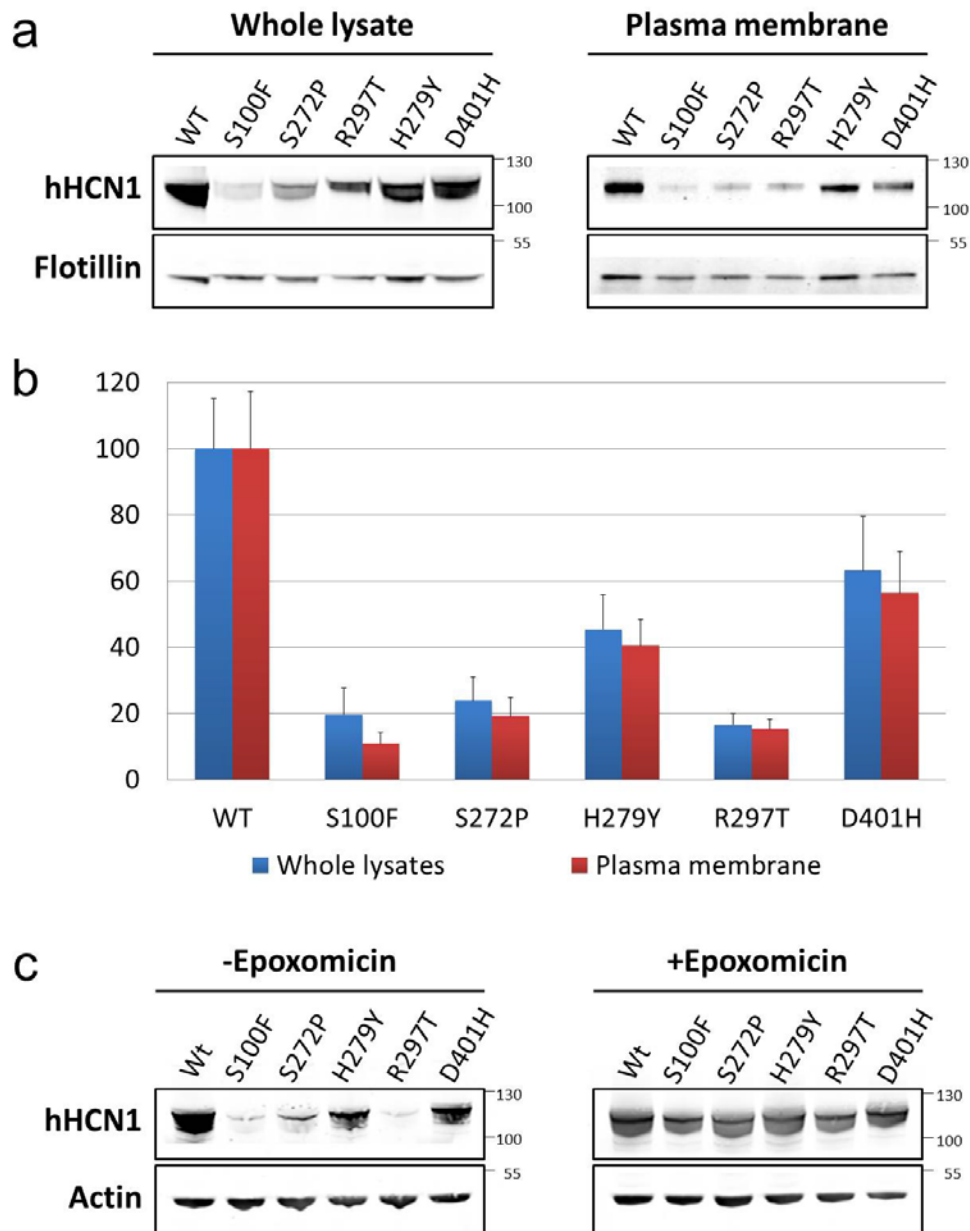 a
Whole lysate
Plasma membrane
WT S100F S272P R297T H279Y D401H
WT S100F S272P R297T H279Y D401H
hHCN1
130
100
130
100
Flotillin
55
55
b
120
100
80
60
40
20
0
WT S100F S272P H279Y R297T D401H
Whole lysates Plasma membrane
c
-Epoxomicin
+Epoxomicin
Wt S100F S272P H279Y R297T D401H
Wt S100F S272P H279Y R297T D401H
hHCN1
130
100
130
100
Actin
55
55